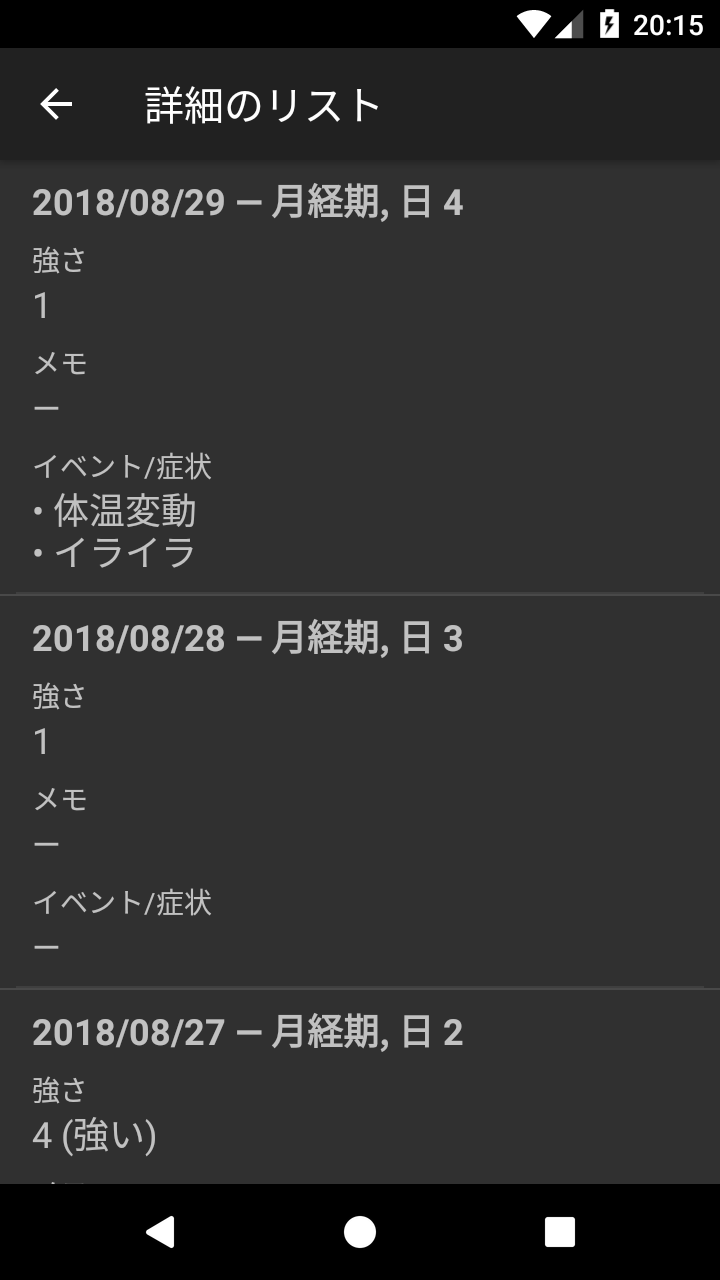 20:15
詳細のリスト
2018/08/29 – 月経期, 日 4
強さ
1
メモ
–
イベント/症状
• 体温変動
• イライラ
2018/08/28 – 月経期, 日 3
強さ
1
メモ
–
イベント/症状
–
2018/08/27 – 月経期, 日 2
強さ
4 (強い)